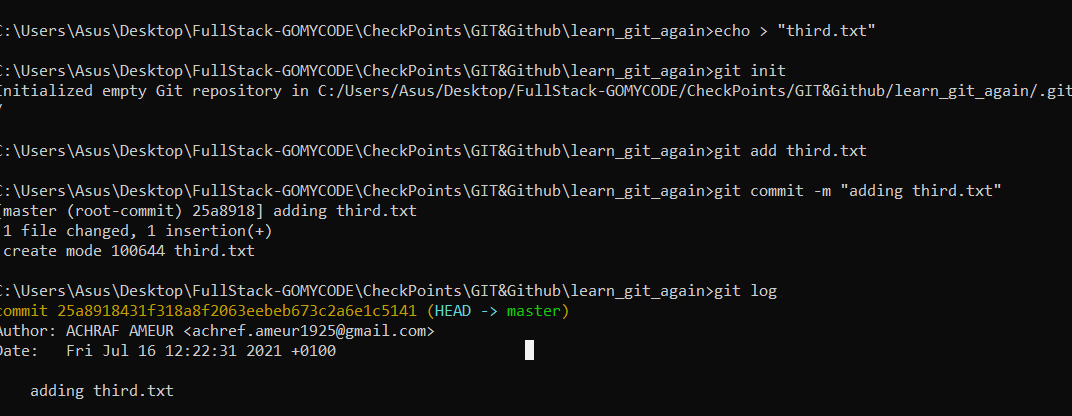 C:\Users\Asus\Desktop\FullStack-GOMYCODE\CheckPoints\GIT&Github\learn_git_again>echo > "third.txt"
C:\Users\Asus\Desktop\FullStack-GOMYCODE\CheckPoints\GIT&Github\learn_git_again>git init
Initialized empty Git repository in C:/Users/Asus/Desktop/FullStack-GOMYCODE/CheckPoints/GIT&Github/learn_git_again/.git
/
C:\Users\Asus\Desktop\FullStack-GOMYCODE\CheckPoints\GIT&Github\learn_git_again>git add third.txt
C:\Users\Asus\Desktop\FullStack-GOMYCODE\CheckPoints\GIT&Github\learn_git_again>git commit -m "adding third.txt"
[master (root-commit) 25a8918] adding third.txt
1 file changed, 1 insertion(+)
create mode 100644 third.txt
C:\Users\Asus\Desktop\FullStack-GOMYCODE\CheckPoints\GIT&Github\learn_git_again>git log
commit 25a8918431f318a8f2063eebeb673c2a6e1c5141 (HEAD -> master)
Author: ACHRAF AMEUR <achref.ameur1925@gmail.com>
Date:   Fri Jul 16 12:22:31 2021 +0100
adding third.txt